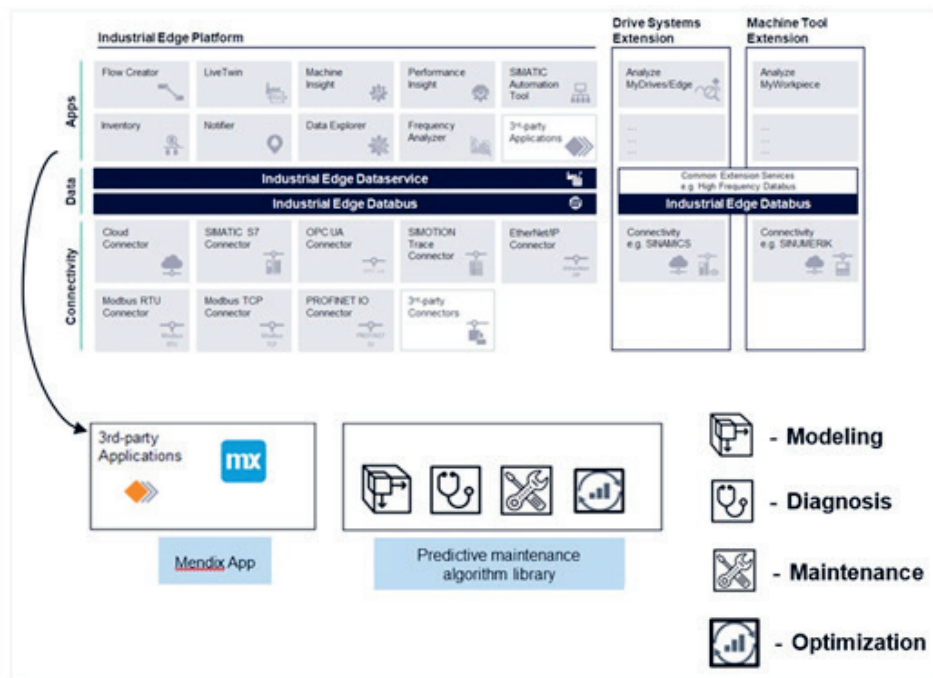 Industrial Edge Platform
Drive Systems
Extension
Machine Tool
Extension
Apps
Flow Creator
LiveTwin
Machine
Insight
Performance
Insight
SIMATIC
Automation
Tool
Analyze
MyDrives/Edge
Analyze
MyWorkpiece
Inventory
Notifier
Data Explorer
Frequency
Analyzer
3rd-party
Applications
...
...
...
...
Data
Industrial Edge Dataservice
Industrial Edge Databus
Common Extension Services
e.g. High Frequency Databus
Industrial Edge Databus
Connectivity
Cloud
Connector
SIMATIC S7
Connector
OPC UA
Connector
SIMOTION
Trace
Connector
EtherNet/IP
Connector
Connectivity
e.g. SINAMICS
Connectivity
e.g. SINUMERIK
Modbus RTU
Connector
Modbus
RTU
Modbus TCP
Connector
Modbus
TCP
PROFINET IO
Connector
PROFINET
3rd-party
Connectors
3rd-party
Applications
mx
Mendix App
Predictive maintenance
algorithm library
- Modeling
- Diagnosis
- Maintenance
- Optimization